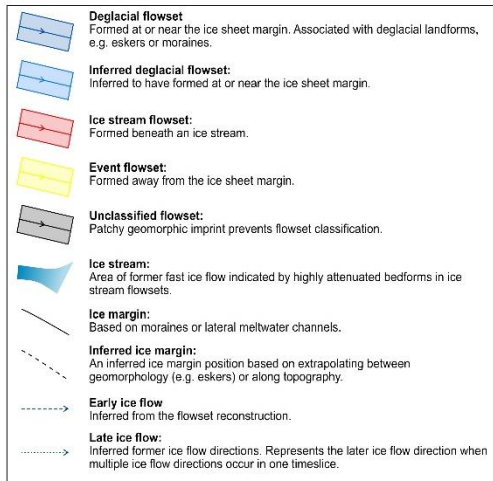 Deglacial flowset
Formed at or near the ice sheet margin. Associated with deglacial landforms,
e.g. eskers or moraines.
Inferred deglacial flowset:
Inferred to have formed at or near the ice sheet margin.
Ice stream flowset:
Formed beneath an ice stream.
Event flowset:
Formed away from the ice sheet margin.
Unclassified flowset:
Patchy geomorphic imprint prevents flowset classification.
Ice stream:
Area of former fast ice flow indicated by highly attenuated bedforms in ice
stream flowsets.
Ice margin:
Based on moraines or lateral meltwater channels.
Inferred ice margin:
An inferred ice margin position based on extrapolating between
geomorphology (e.g. eskers) or along topography.
Early ice flow
Inferred from the flowset reconstruction.
Late ice flow:
Inferred former ice flow directions. Represents the later ice flow direction when
multiple ice flow directions occur in one timeslice.